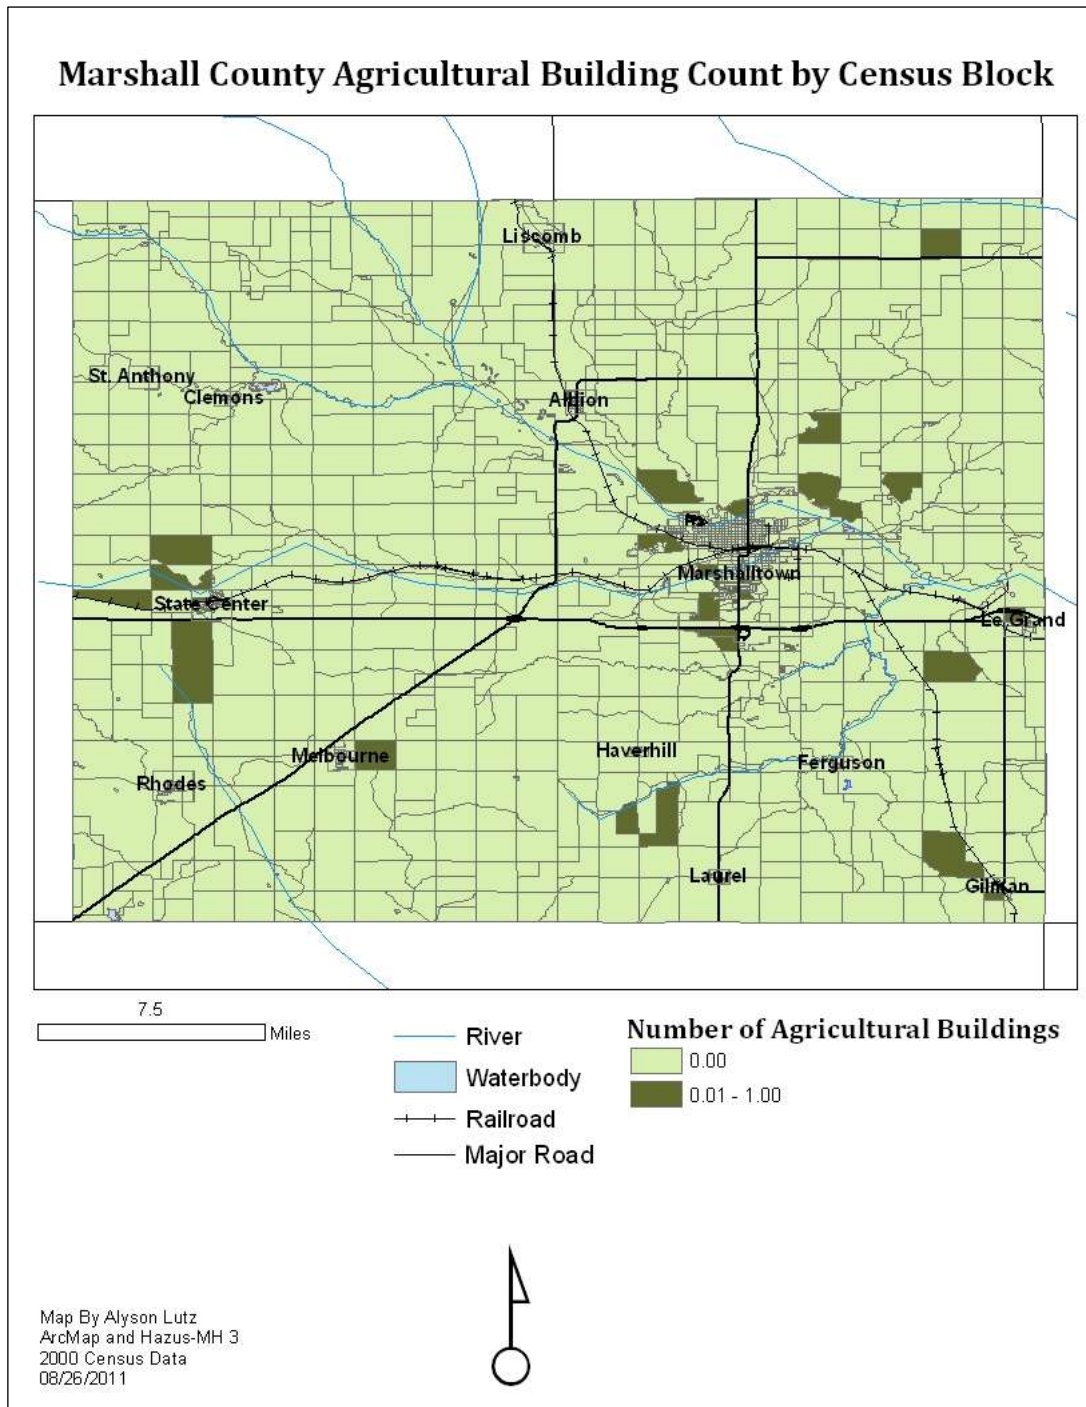 Marshall County Agricultural Building Count by Census Block
Liscomb
St. Anthony
Clemons
Albion
Marshalltown
State Center
Le Grand
Melbourne
Haverhill
Ferguson
Rhodes
Laurel
Gilman
7.5
Miles
River
Waterbody
Railroad
Major Road
Number of Agricultural Buildings
0.00
0.01 - 1.00
Map By Alyson Lutz
ArcMap and Hazus-MH 3
2000 Census Data
08/26/2011